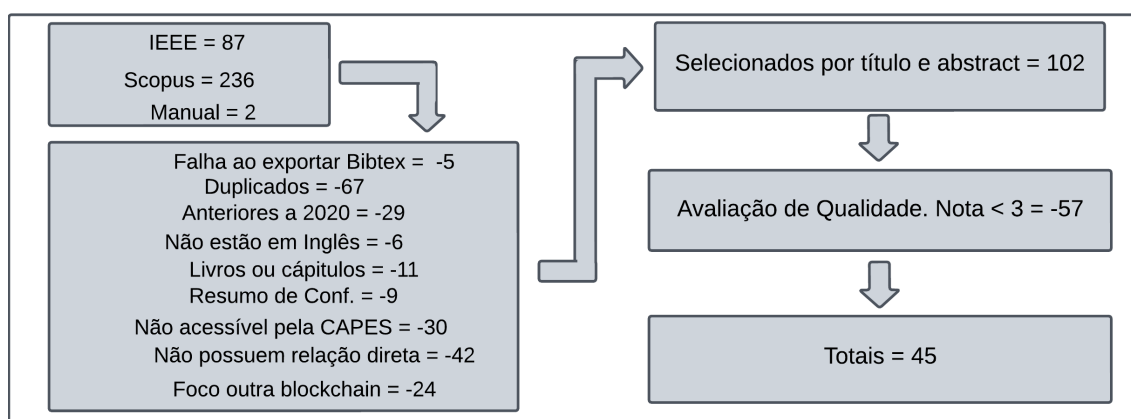 IEEE = 87
Scopus = 236
Manual = 2
Falha ao exportar Bibtex = -5
Duplicados = -67
Anteriores a 2020 = -29
Não estão em Inglês = -6
Livros ou cápitulos = -11
Resumo de Conf. = -9
Não acessível pela CAPES = -30
Não possuem relação direta = -42
Foco outra blockchain = -24
Selecionados por título e abstract = 102
Avaliação de Qualidade. Nota < 3 = -57
Totais = 45